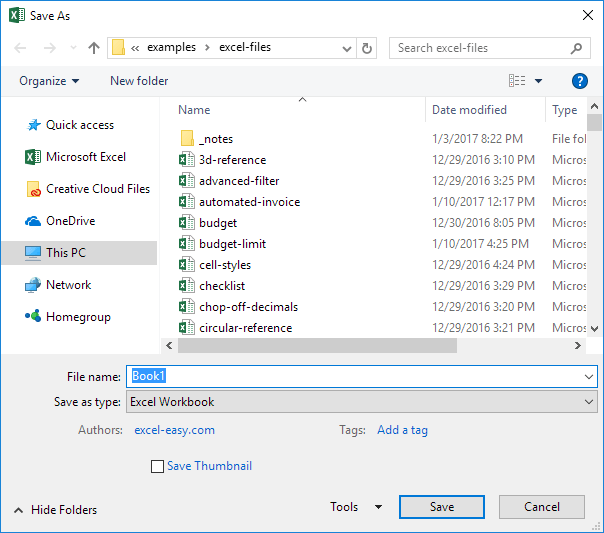 Save As
« examples › excel-files
Search excel-files
Organize
New folder
?
Name
Date modified
Type
Quick access
Microsoft Excel
Creative Cloud Files
OneDrive
This PC
Network
Homegroup
_notes 1/3/2017 8:22 PM File fol
3d-reference 12/29/2016 3:10 PM Micros
advanced-filter 12/29/2016 3:25 PM Micros
automated-invoice 1/10/2017 12:17 PM Micros
budget 12/30/2016 8:05 PM Micros
budget-limit 1/10/2017 4:25 PM Micros
cell-styles 12/29/2016 4:24 PM Micros
checklist 12/29/2016 3:29 PM Micros
chop-off-decimals 12/29/2016 3:20 PM Micros
circular-reference 12/29/2016 3:21 PM Micros
File name: Book1
Save as type: Excel Workbook
Authors: excel-easy.com Tags: Add a tag
Save Thumbnail
Hide Folders
Tools
Save
Cancel